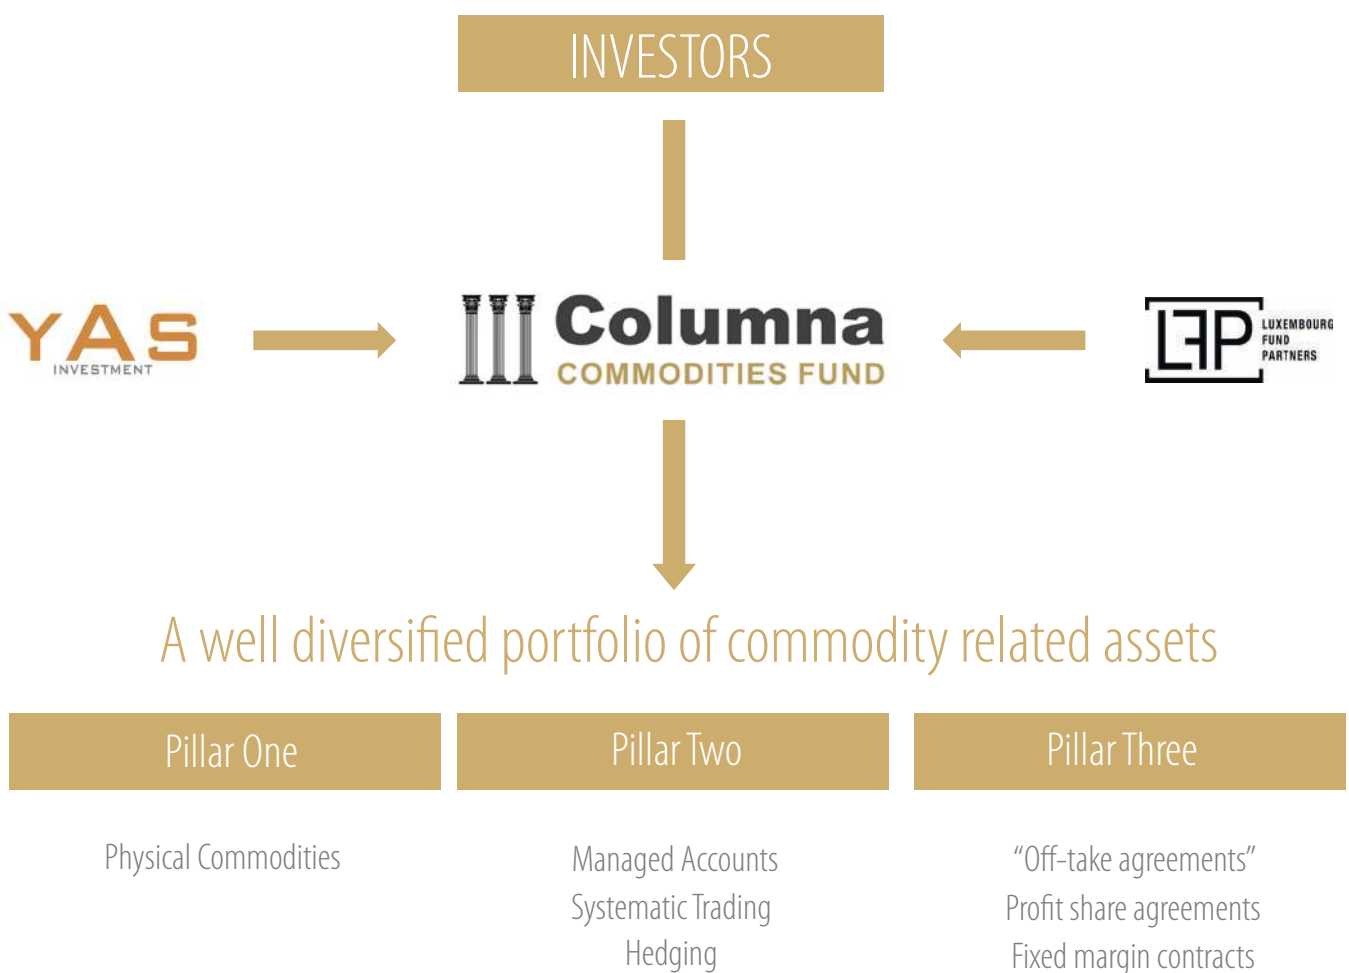 INVESTORS
YAS
INVESTMENT
Columna
COMMODITIES FUND
LFP
LUXEMBOURG
FUND
PARTNERS
A well diversified portfolio of commodity related assets
Pillar One
Pillar Two
Pillar Three
Physical Commodities
Managed Accounts
Systematic Trading
Hedging
“Off-take agreements”
Profit share agreements
Fixed margin contracts